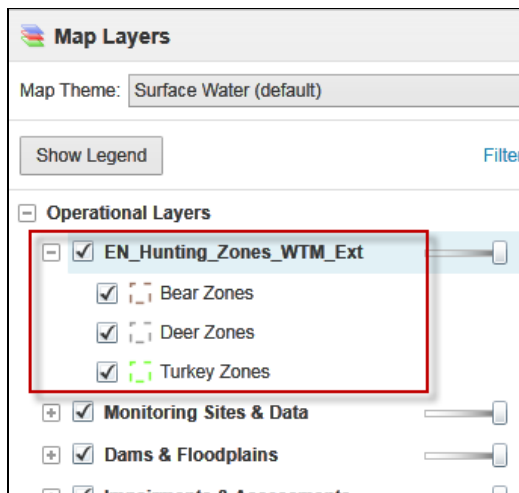 Map Layers
Map Theme: Surface Water (default)
Show Legend Filter
Operational Layers
EN_Hunting_Zones_WTM_Ext
Bear Zones
Deer Zones
Turkey Zones
Monitoring Sites & Data
Dams & Floodplains